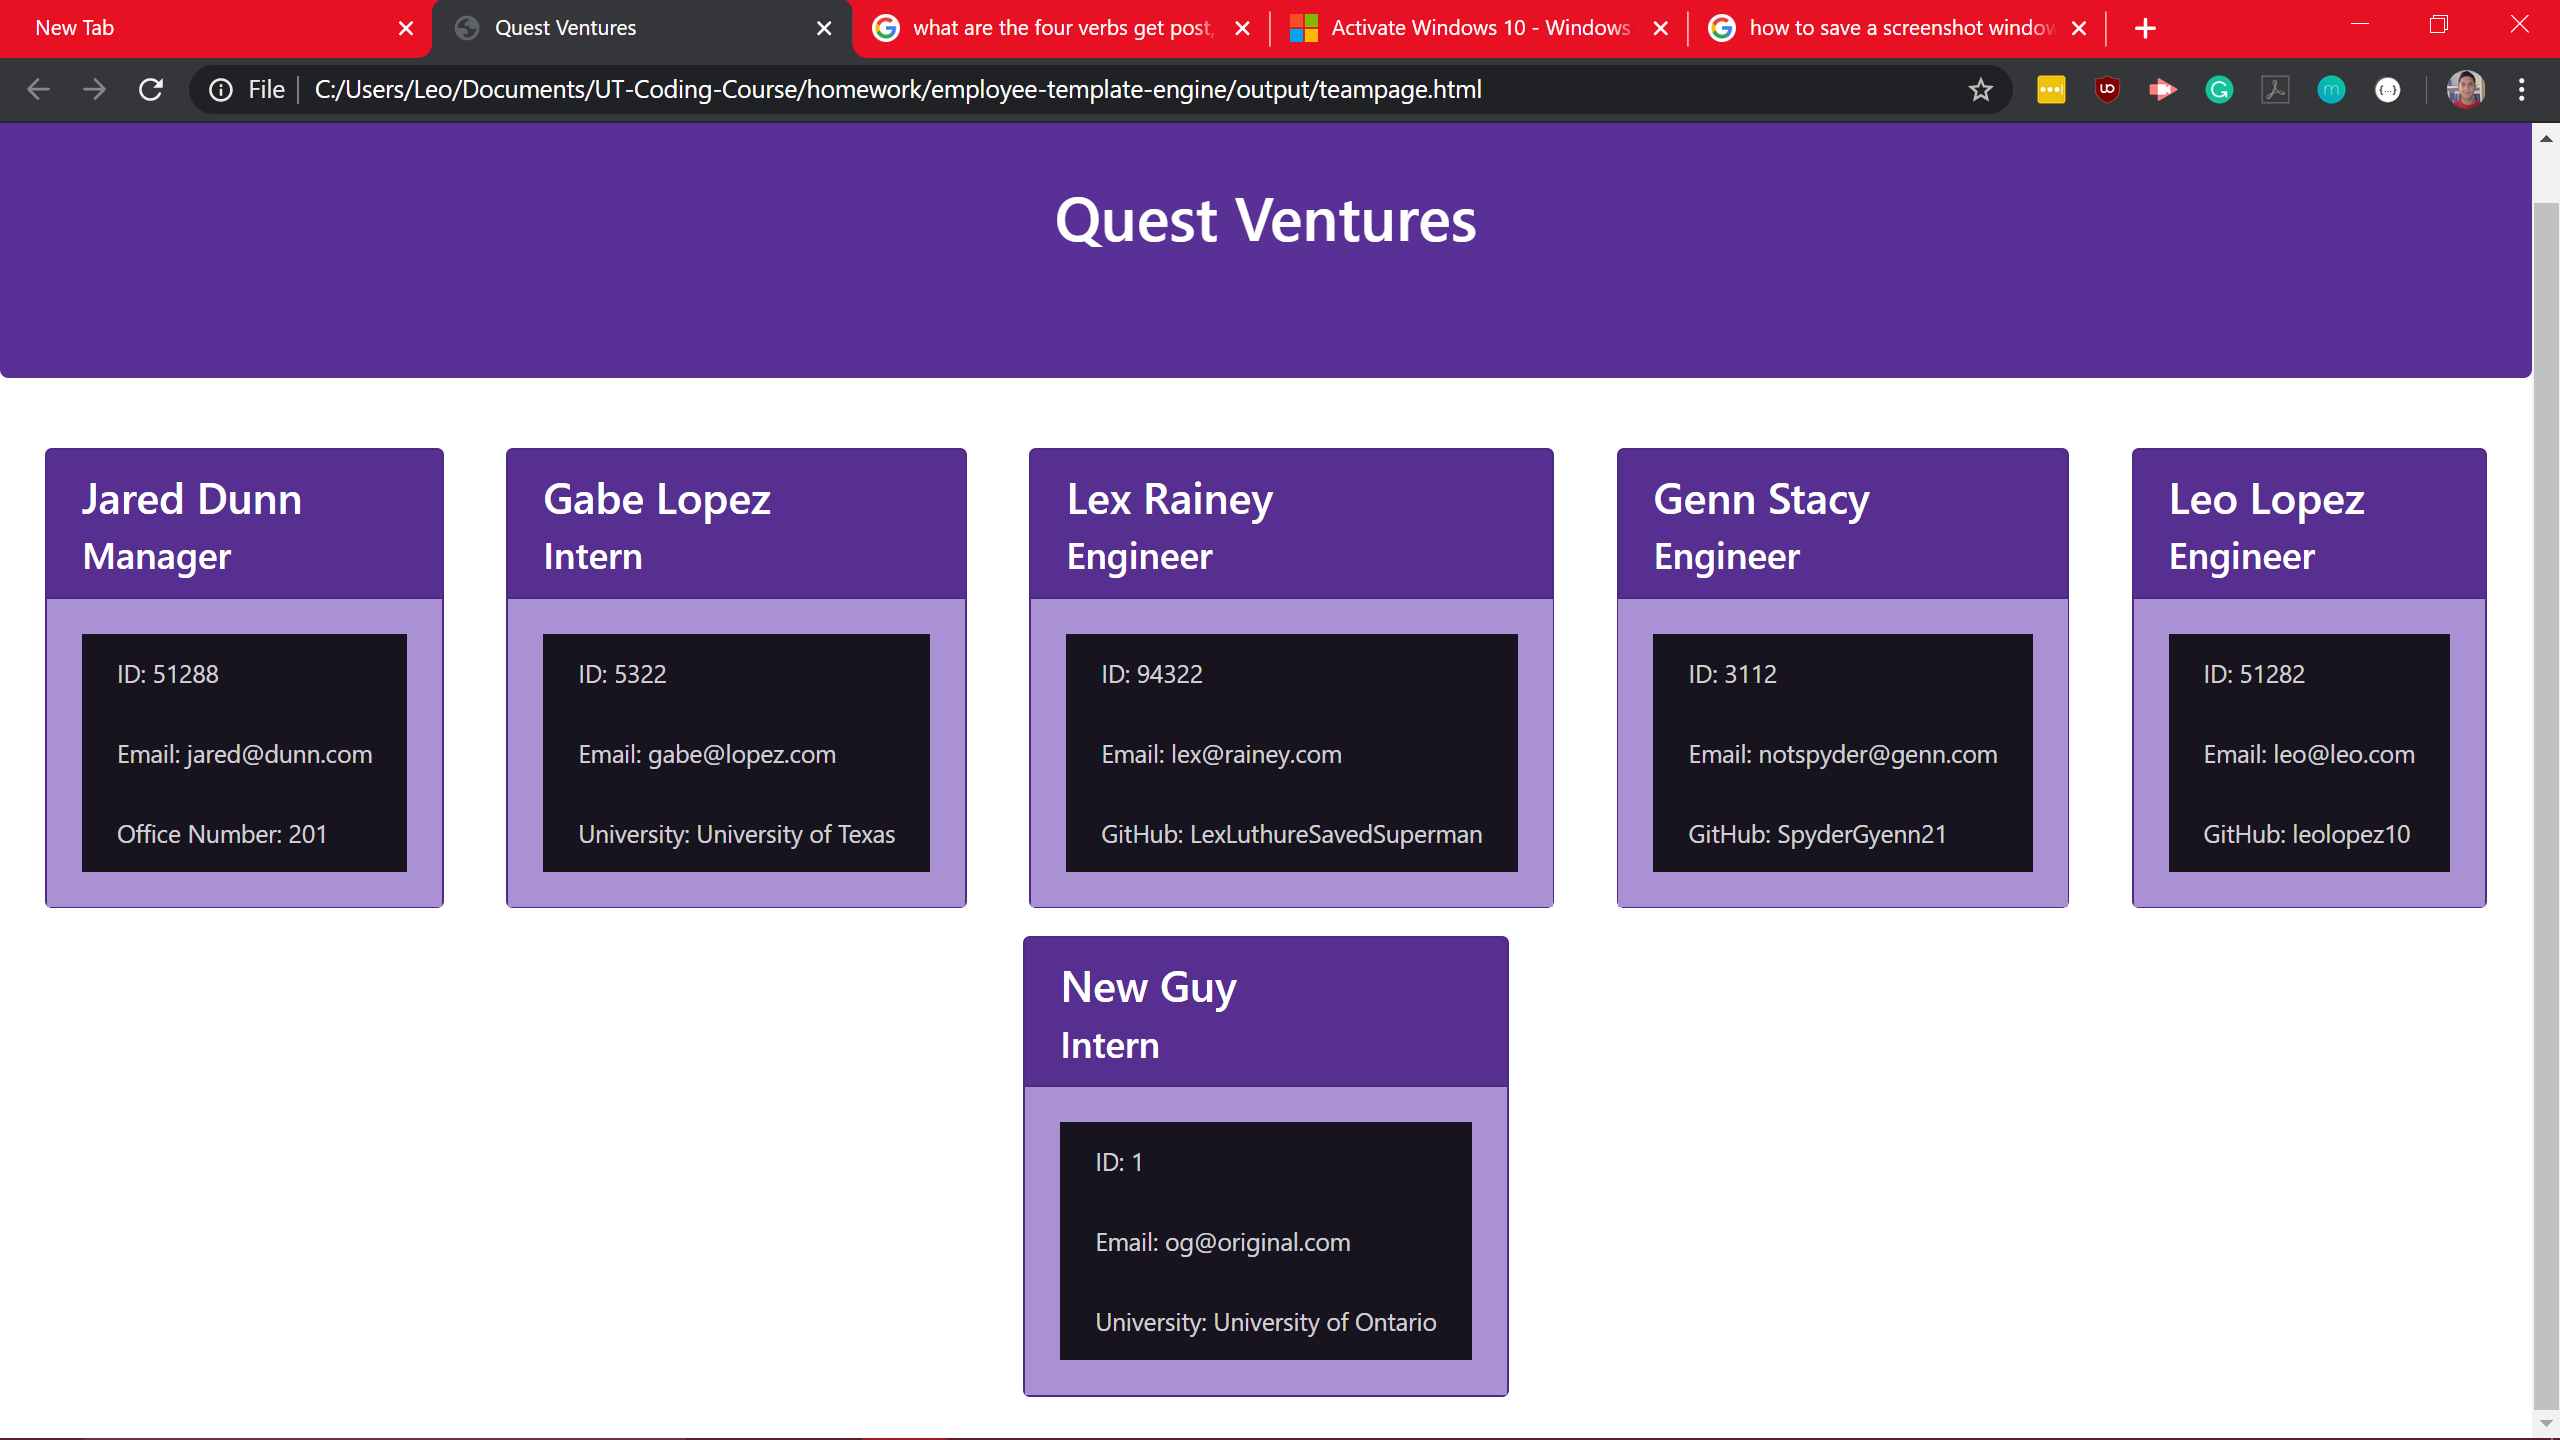 New Tab
Quest Ventures
what are the four verbs get post,
Activate Windows 10 - Windows
how to save a screenshot window
File
C:/Users/Leo/Documents/UT-Coding-Course/homework/employee-template-engine/output/teampage.html
Quest Ventures
Jared Dunn
Manager
ID: 51288
Email: jared@dunn.com
Office Number: 201
Gabe Lopez
Intern
ID: 5322
Email: gabe@lopez.com
University: University of Texas
Lex Rainey
Engineer
ID: 94322
Email: lex@rainey.com
GitHub: LexLuthureSavedSuperman
Genn Stacy
Engineer
ID: 3112
Email: notspyder@genn.com
GitHub: SpyderGyenn21
Leo Lopez
Engineer
ID: 51282
Email: leo@leo.com
GitHub: leolopez10
New Guy
Intern
ID: 1
Email: og@original.com
University: University of Ontario